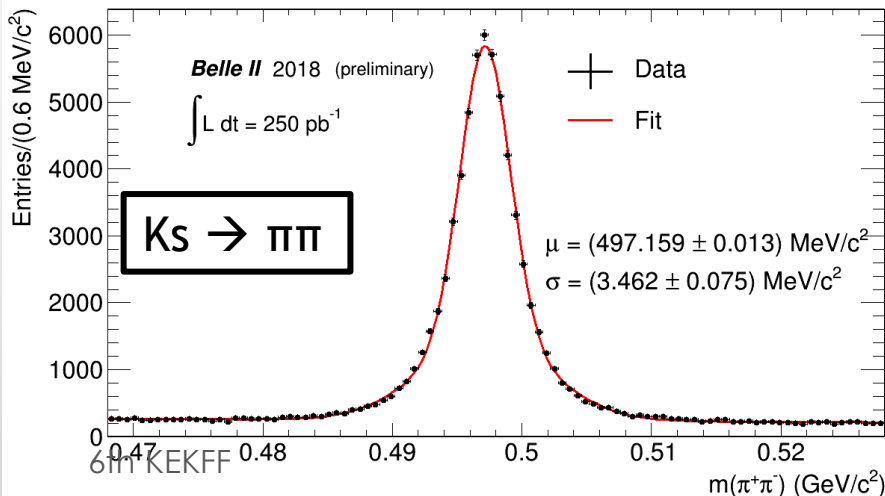 Entries/(0.6 MeV/c²)
6000
5000
4000
3000
2000
1000
0
Belle II 2018 (preliminary)
∫L dt = 250 pb⁻¹
Data
Fit
Ks → ππ
μ = (497.159 ± 0.013) MeV/c²
σ = (3.462 ± 0.075) MeV/c²
0.47 0.48 0.49 0.5 0.51 0.52
6th KEKFF
m(π⁺π⁻) (GeV/c²)